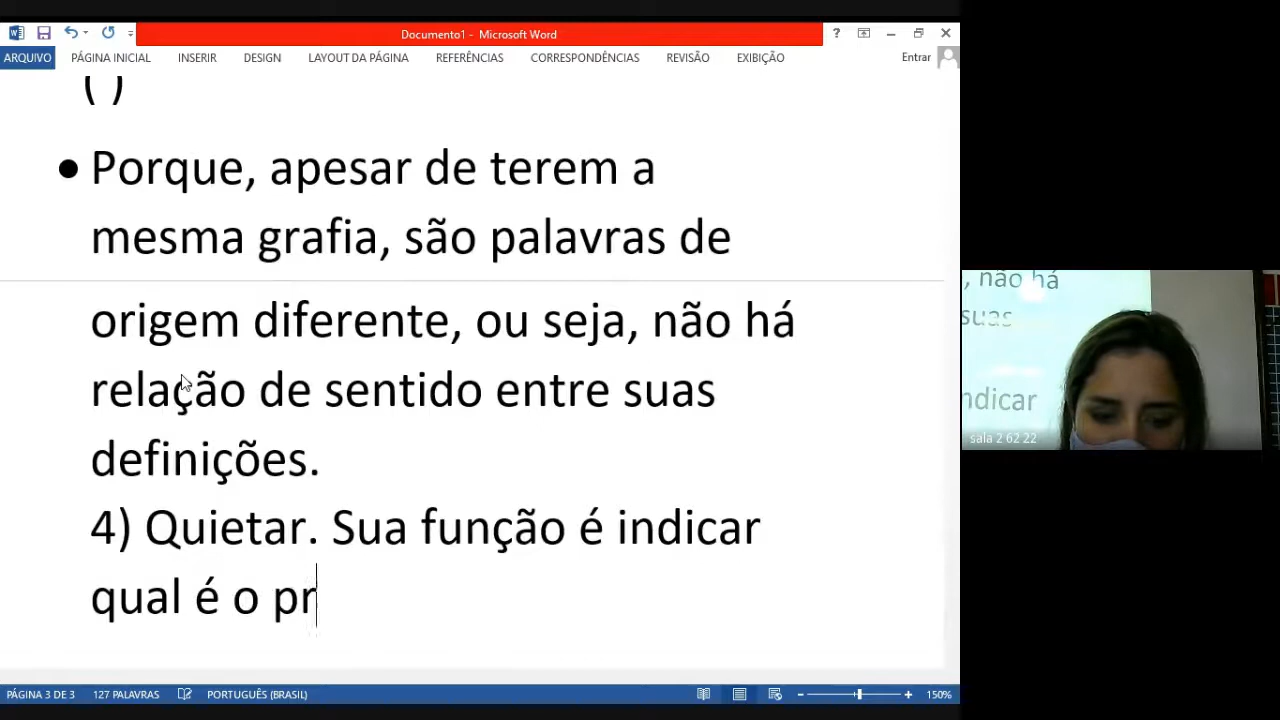 Documento1 - Microsoft Word
?
ARQUIVO PÁGINA INICIAL INSERIR DESIGN LAYOUT DA PÁGINA REFERÊNCIAS CORRESPONDÊNCIAS REVISÃO EXIBIÇÃO Entrar
( )
• Porque, apesar de terem a
mesma grafia, são palavras de
origem diferente, ou seja, não há
relação de sentido entre suas
definições.
4) Quietar. Sua função é indicar
qual é o pr
, não há
suas
ndicar
sala 2 62 22
PÁGINA 3 DE 3 127 PALAVRAS PORTUGUÊS (BRASIL) 150%